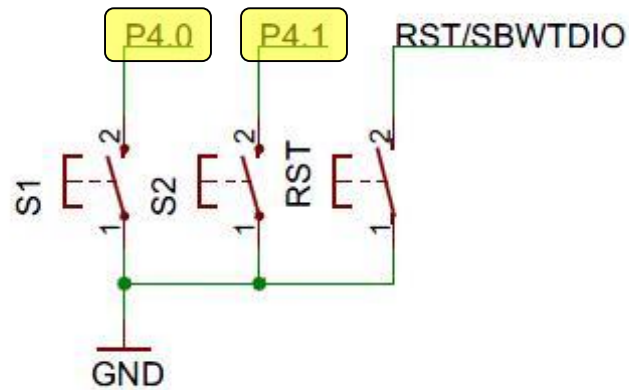 P4.0 P4.1 RST/SBWTDIO
2 2 2
S1 S2 RST
1 1 1
GND